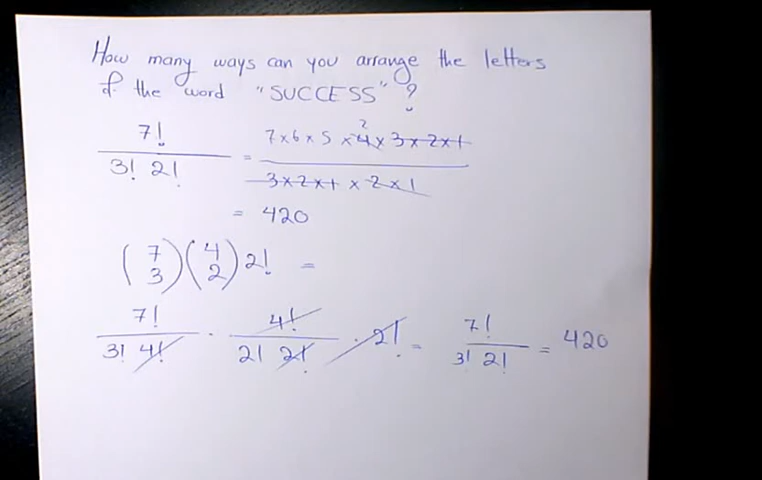 How many ways can you arrange the letters
of the word "SUCCESS"?
7! / 3! 2! = 7×6×5×4×3×2×1 / 3×2×1×2×1
2
= 420
(7 3)(4 2)2! =
7! / 3! 4! · 4! / 2! 2! · 2! = 7! / 3! 2! = 420